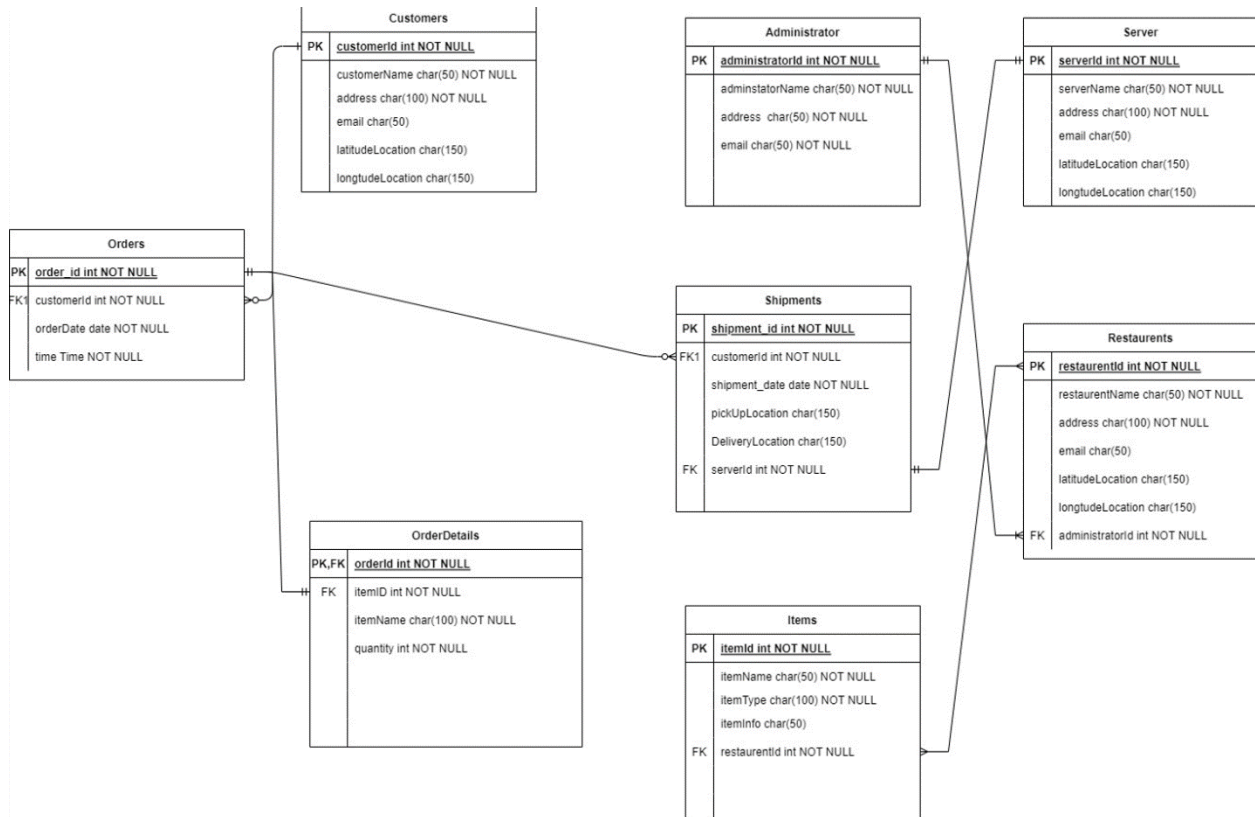 Customers
PK customerId int NOT NULL
customerName char(50) NOT NULL
address char(100) NOT NULL
email char(50)
latitudeLocation char(150)
longtudeLocation char(150)
Administrator
PK administratorId int NOT NULL
adminstatorName char(50) NOT NULL
address char(50) NOT NULL
email char(50) NOT NULL
Server
PK serverId int NOT NULL
serverName char(50) NOT NULL
address char(100) NOT NULL
email char(50)
latitudeLocation char(150)
longtudeLocation char(150)
Orders
PK order_id int NOT NULL
FK1 customerId int NOT NULL
orderDate date NOT NULL
time Time NOT NULL
Shipments
PK shipment_id int NOT NULL
FK1 customerId int NOT NULL
shipment_date date NOT NULL
pickUpLocation char(150)
DeliveryLocation char(150)
FK serverId int NOT NULL
Restaurents
PK restaurentId int NOT NULL
restaurentName char(50) NOT NULL
address char(100) NOT NULL
email char(50)
latitudeLocation char(150)
longtudeLocation char(150)
FK administratorId int NOT NULL
OrderDetails
PK,FK orderId int NOT NULL
FK itemID int NOT NULL
itemName char(100) NOT NULL
quantity int NOT NULL
Items
PK itemId int NOT NULL
itemName char(50) NOT NULL
itemType char(100) NOT NULL
itemInfo char(50)
FK restaurentId int NOT NULL